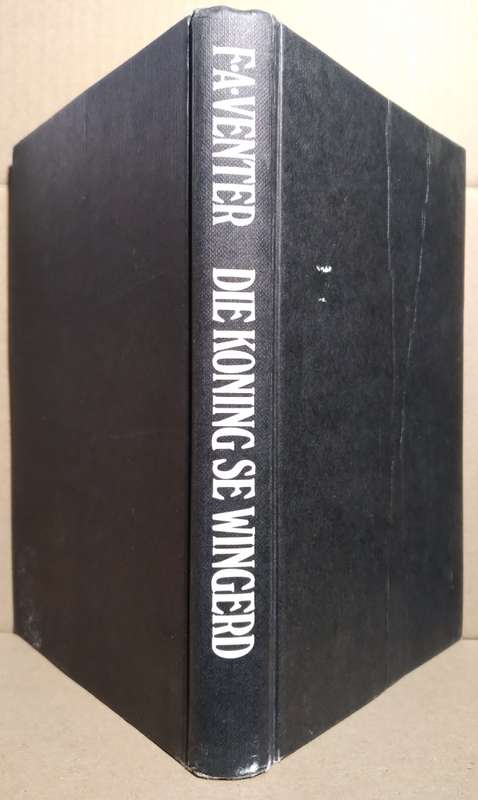 F.A. VENTER
DIE KONING SE WINGERD